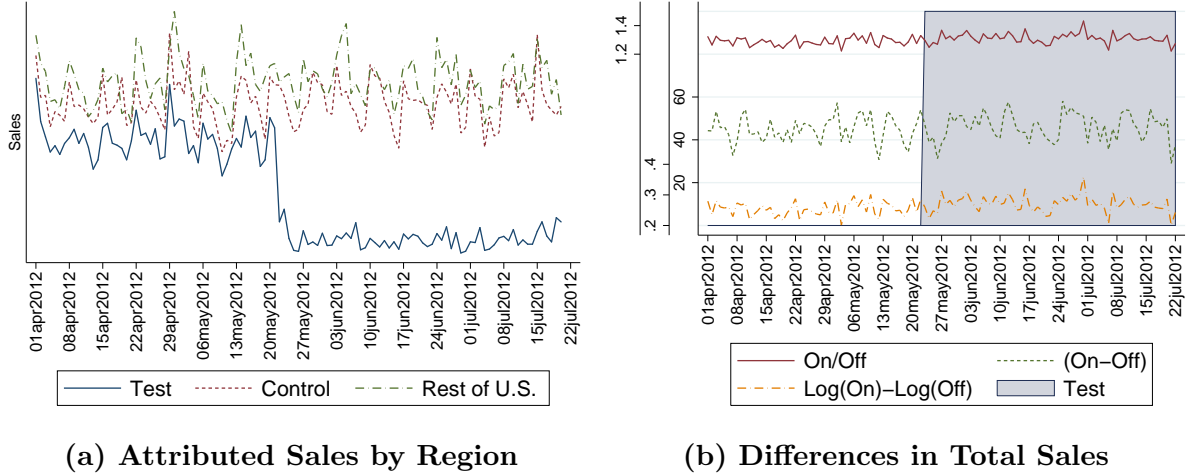 Sales
01apr2012
08apr2012
15apr2012
22apr2012
29apr2012
06may2012
13may2012
20may2012
27may2012
03jun2012
10jun2012
17jun2012
24jun2012
01jul2012
08jul2012
15jul2012
22jul2012
Test Control Rest of U.S.
(a) Attributed Sales by Region
1.2 1.4
.2 .3 .4
20 40 60
01apr2012
08apr2012
15apr2012
22apr2012
29apr2012
06may2012
13may2012
20may2012
27may2012
03jun2012
10jun2012
17jun2012
24jun2012
01jul2012
08jul2012
15jul2012
22jul2012
On/Off (On−Off)
Log(On)−Log(Off) Test
(b) Differences in Total Sales